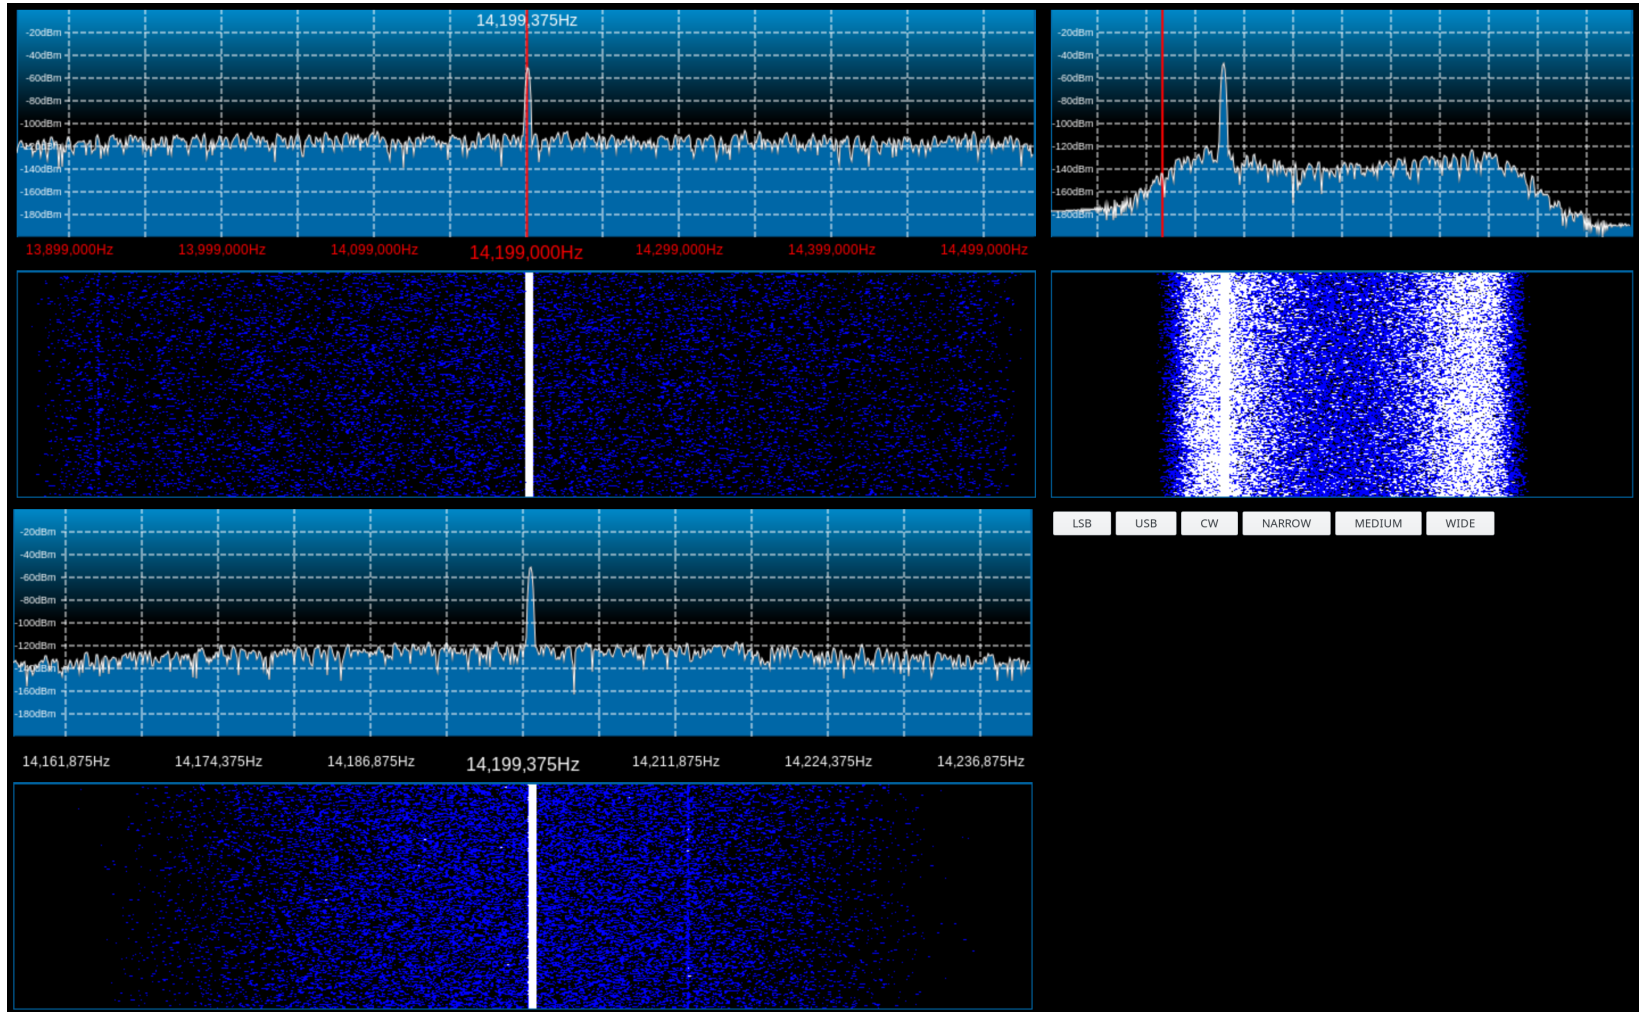 14,199,375Hz
-20dBm
-40dBm
-60dBm
-80dBm
-100dBm
-120dBm
-140dBm
-160dBm
-180dBm
13,899,000Hz 13,999,000Hz 14,099,000Hz 14,199,000Hz 14,299,000Hz 14,399,000Hz 14,499,000Hz
-20dBm
-40dBm
-60dBm
-80dBm
-100dBm
-120dBm
-140dBm
-160dBm
-180dBm
LSB USB CW NARROW MEDIUM WIDE
-20dBm
-40dBm
-60dBm
-80dBm
-100dBm
-120dBm
-140dBm
-160dBm
-180dBm
14,161,875Hz 14,174,375Hz 14,186,875Hz 14,199,375Hz 14,211,875Hz 14,224,375Hz 14,236,875Hz